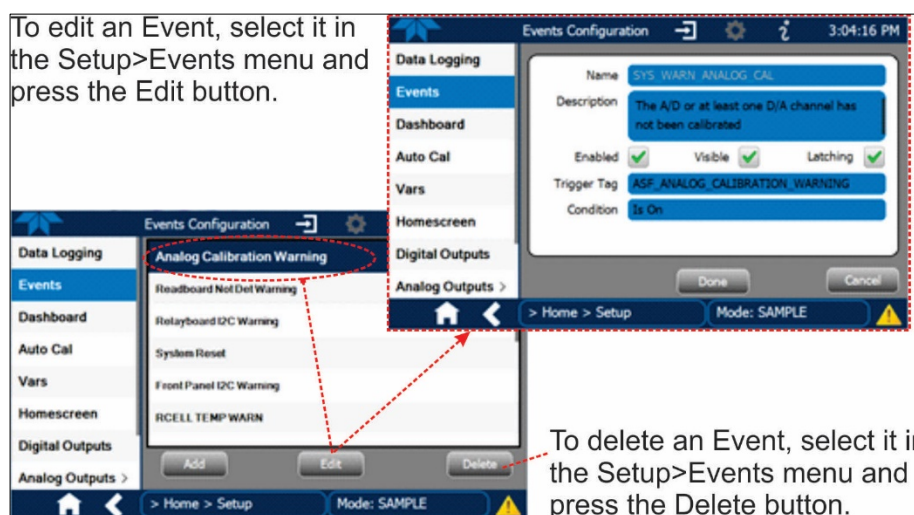 To edit an Event, select it in
the Setup>Events menu and
press the Edit button.
Events Configuration
3:04:16 PM
Data Logging
Events
Dashboard
Auto Cal
Vars
Homescreen
Digital Outputs
Analog Outputs >
Name SYS_WARN_ANALOG_CAL
Description The A/D or at least one D/A channel has
not been calibrated
Enabled Visible Latching
Trigger Tag ASF_ANALOG_CALIBRATION_WARNING
Condition Is On
Done Cancel
> Home > Setup Mode: SAMPLE
Events Configuration
Data Logging
Events
Dashboard
Auto Cal
Vars
Homescreen
Digital Outputs
Analog Outputs >
Analog Calibration Warning
Readboard Not Det Warning
Relayboard I2C Warning
System Reset
Front Panel I2C Warning
RCELL TEMP WARN
Add Edit Delete
> Home > Setup Mode: SAMPLE
To delete an Event, select it in
the Setup>Events menu and
press the Delete button.